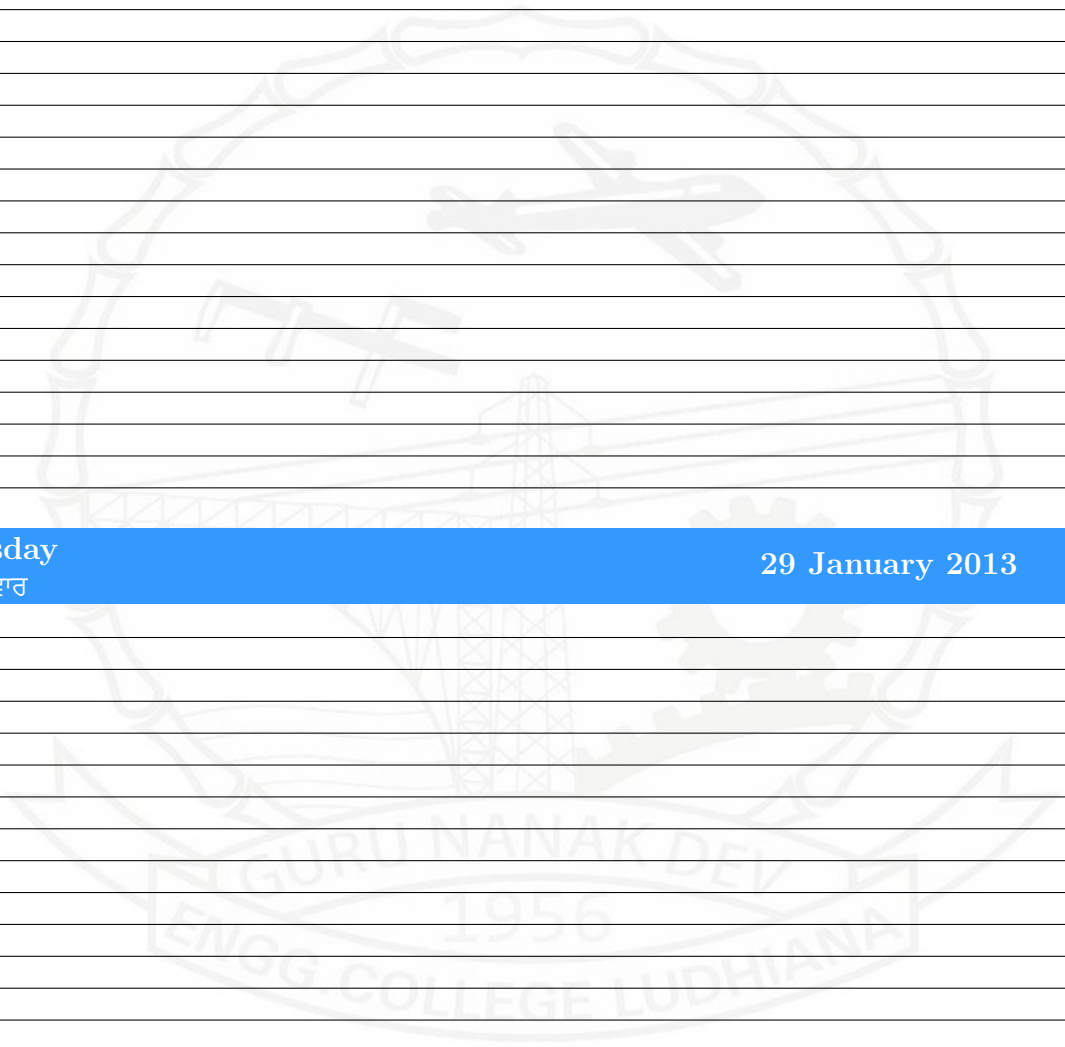 sday
29 January 2013
ਵਾਰ
GURU NANAK DEV
1956
ENGG. COLLEGE LUDHIANA